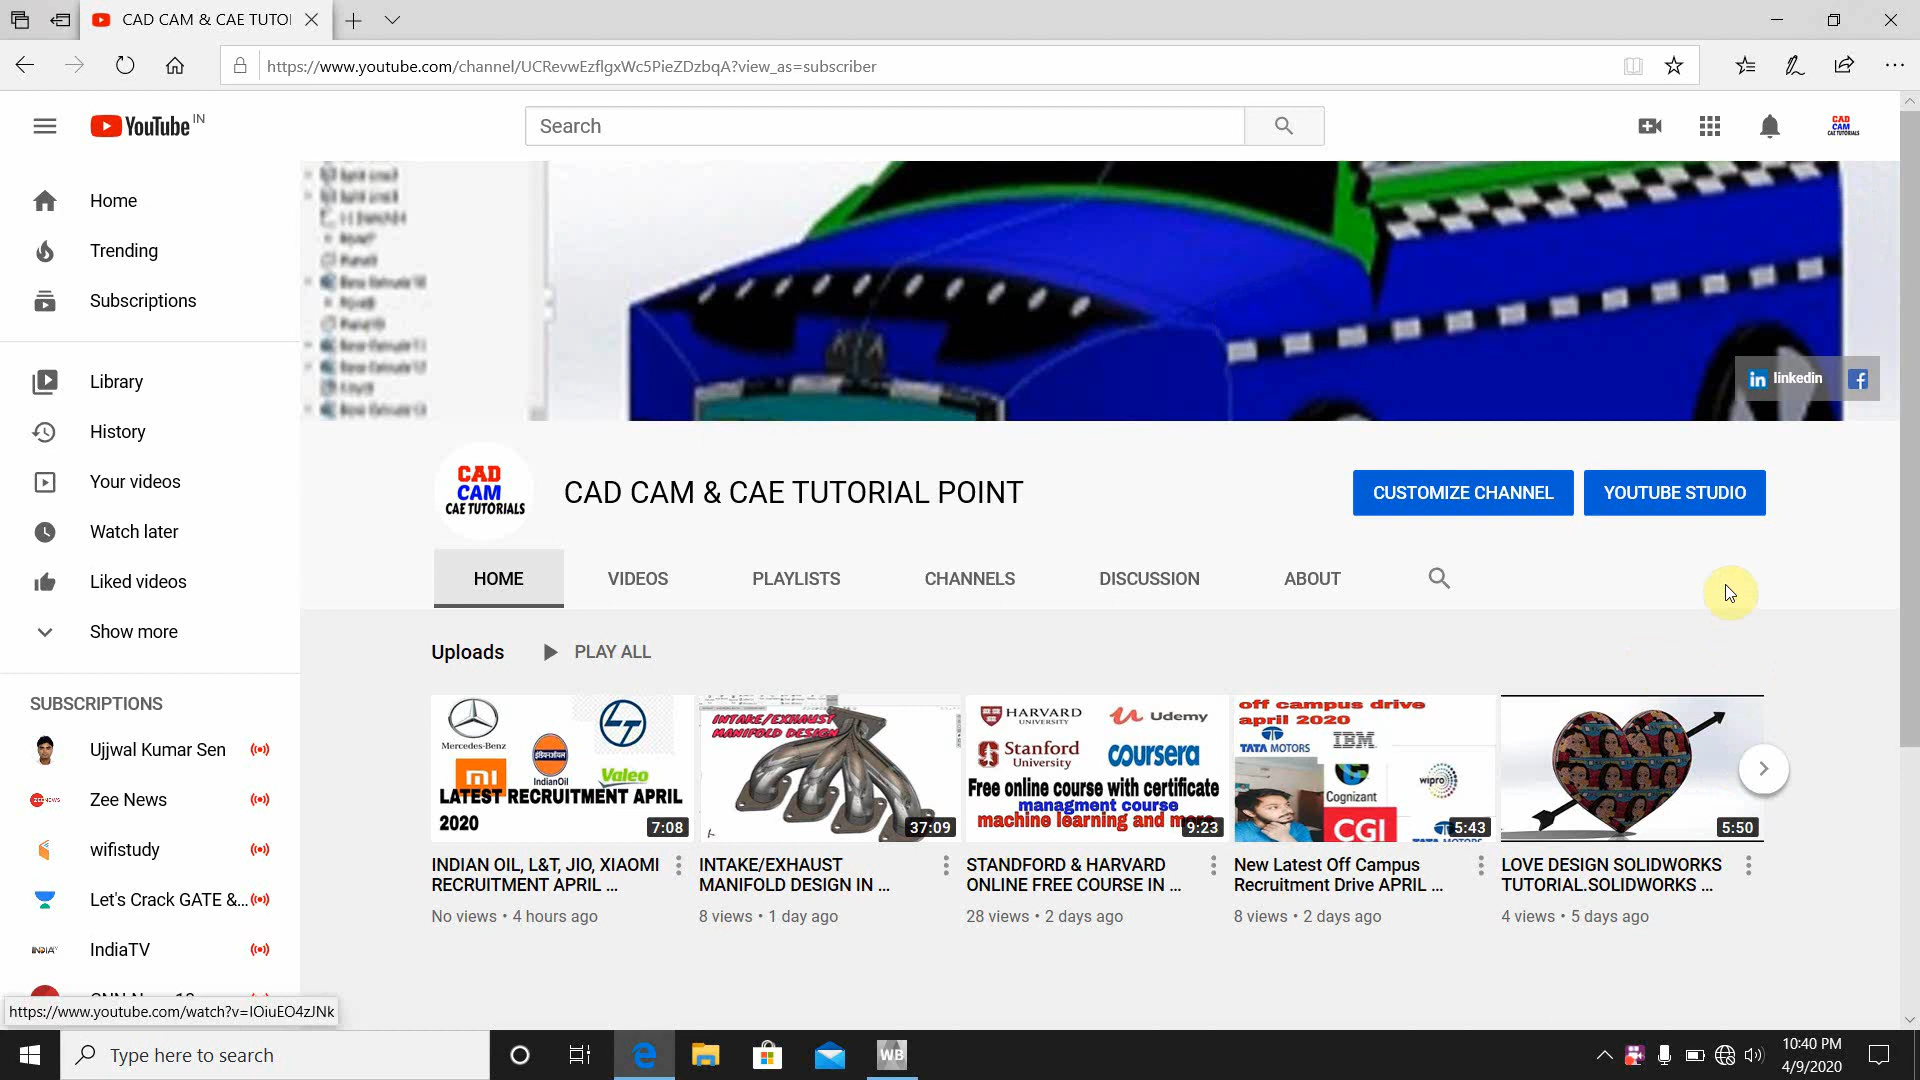 CAD CAM & CAE TUTO
https://www.youtube.com/channel/UCRevwEzflgxWc5PieZDzbqA?view_as=subscriber
YouTube IN
Search
CAD
CAM
CAE TUTORIALS
Home
Trending
Subscriptions
Library
History
Your videos
Watch later
Liked videos
Show more
SUBSCRIPTIONS
Ujjwal Kumar Sen
Zee News
wifistudy
Let's Crack GATE &...
IndiaTV
https://www.youtube.com/watch?v=IOiuEO4zJNk
in linkedin f
CAD
CAM
CAE TUTORIALS
CAD CAM & CAE TUTORIAL POINT
CUSTOMIZE CHANNEL
YOUTUBE STUDIO
HOME VIDEOS PLAYLISTS CHANNELS DISCUSSION ABOUT
Uploads PLAY ALL
Mercedes-Benz
IndianOil
mi
Valeo
LATEST RECRUITMENT APRIL
2020
7:08
INDIAN OIL, L&T, JIO, XIAOMI
RECRUITMENT APRIL ...
No views • 4 hours ago
INTAKE/EXHAUST
MANIFOLD DESIGN
37:09
INTAKE/EXHAUST
MANIFOLD DESIGN IN ...
8 views • 1 day ago
HARVARD
UNIVERSITY
Udemy
Stanford
University
coursera
Free online course with certificate
managment course
machine learning and more
9:23
STANDFORD & HARVARD
ONLINE FREE COURSE IN ...
28 views • 2 days ago
off campus drive
april 2020
TATA MOTORS
IBM
Cognizant
wipro
CGI
5:43
New Latest Off Campus
Recruitment Drive APRIL ...
8 views • 2 days ago
5:50
LOVE DESIGN SOLIDWORKS
TUTORIAL.SOLIDWORKS ...
4 views • 5 days ago
Type here to search
WB
10:40 PM
4/9/2020